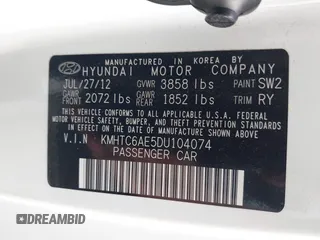 MANUFACTURED IN KOREA BY
HYUNDAI MOTOR COMPANY
JUL/27/12 GVWR 3858 lbs PAINT SW2
GAWR FRONT 2072 lbs GAWR REAR 1852 lbs TRIM RY
THIS VEHICLE CONFORMS TO ALL APPLICABLE
U.S. FEDERAL MOTOR VEHICLE SAFETY, BUMPER,
AND THEFT PREVENTION STANDARDS IN EFFECT
ON THE DATE OF MANUFACTURE SHOWN ABOVE.
V.I.N KMHTC6AE5DU104074
PASSENGER CAR
DREAMBID